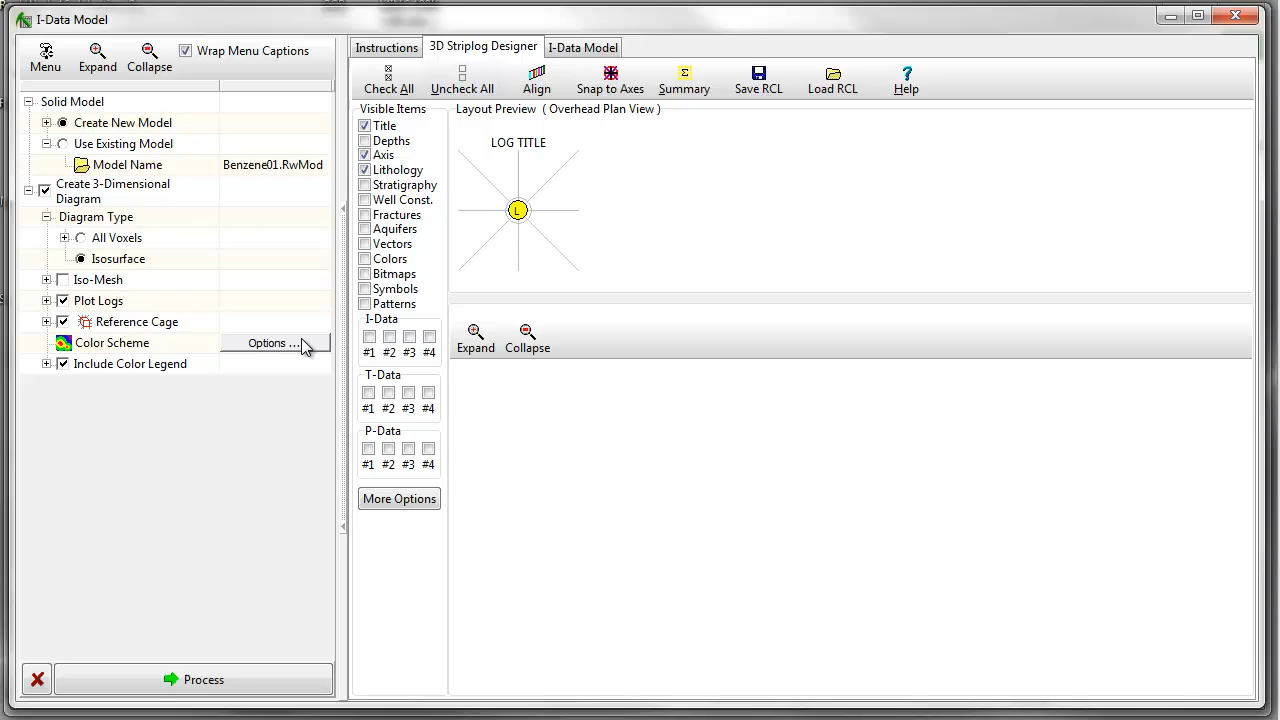 I-Data Model
Menu
Expand
Collapse
Wrap Menu Captions
Solid Model
Create New Model
Use Existing Model
Model Name
Benzene01.RwMod
Create 3-Dimensional
Diagram
Diagram Type
All Voxels
Isosurface
Iso-Mesh
Plot Logs
Reference Cage
Color Scheme
Options ...
Include Color Legend
Process
Instructions
3D Striplog Designer
I-Data Model
Check All
Uncheck All
Align
Snap to Axes
Summary
Save RCL
Load RCL
Help
Visible Items
Title
Depths
Axis
Lithology
Stratigraphy
Well Const.
Fractures
Aquifers
Vectors
Colors
Bitmaps
Symbols
Patterns
I-Data
#1 #2 #3 #4
T-Data
#1 #2 #3 #4
P-Data
#1 #2 #3 #4
More Options
Layout Preview ( Overhead Plan View )
LOG TITLE
L
Expand
Collapse